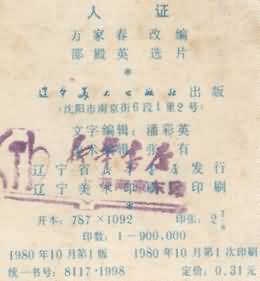 人证
万家春 改编
邵殿英 选片
辽宁美术出版社出版
(沈阳市南京街6段1里2号)
文字编辑:潘彩英
辽宁省 发行
辽宁美术印刷 印刷
开本:787×1092 印张:2
印数:1—900,000
1980年10月第1版 1980年10月第1次印刷
统一书号:8117·1998 定价:0.31元